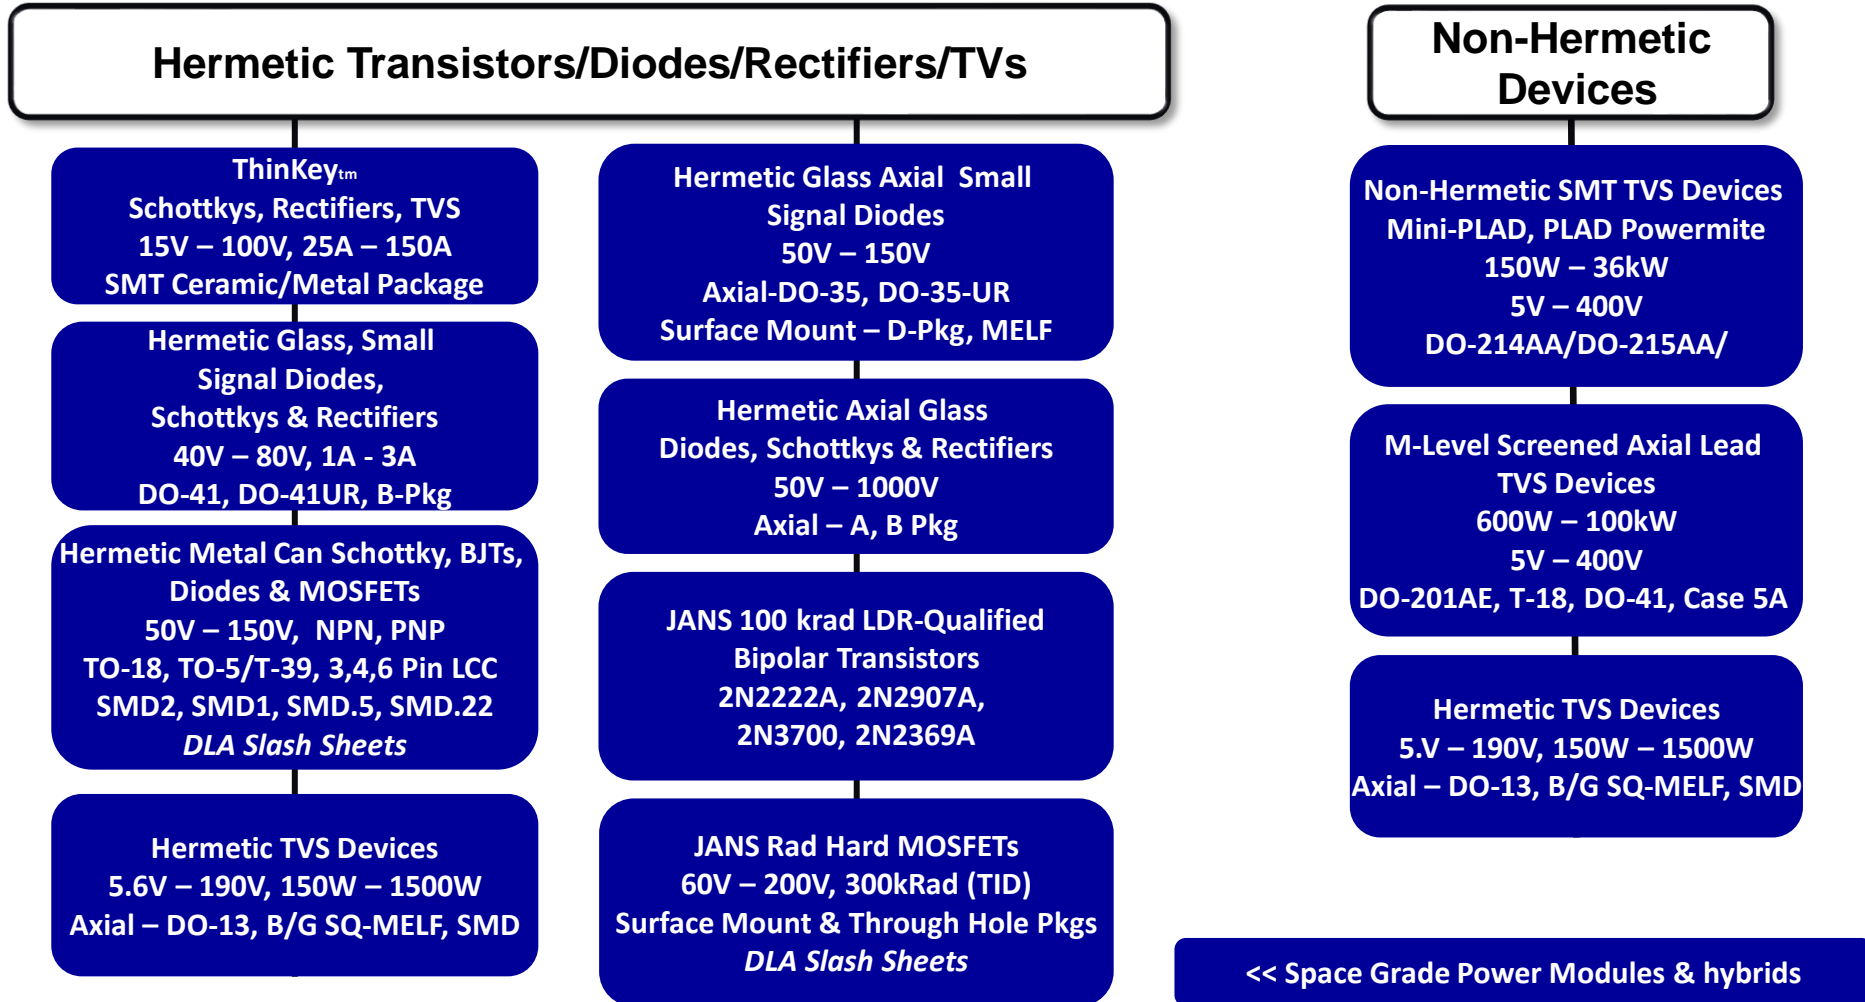 Hermetic Transistors/Diodes/Rectifiers/TVs
ThinKeytm
Schottkys, Rectifiers, TVS
15V – 100V, 25A – 150A
SMT Ceramic/Metal Package
Hermetic Glass, Small
Signal Diodes,
Schottkys & Rectifiers
40V – 80V, 1A - 3A
DO-41, DO-41UR, B-Pkg
Hermetic Metal Can Schottky, BJTs,
Diodes & MOSFETs
50V – 150V, NPN, PNP
TO-18, TO-5/T-39, 3,4,6 Pin LCC
SMD2, SMD1, SMD.5, SMD.22
DLA Slash Sheets
Hermetic TVS Devices
5.6V – 190V, 150W – 1500W
Axial – DO-13, B/G SQ-MELF, SMD
Hermetic Glass Axial Small
Signal Diodes
50V – 150V
Axial-DO-35, DO-35-UR
Surface Mount – D-Pkg, MELF
Hermetic Axial Glass
Diodes, Schottkys & Rectifiers
50V – 1000V
Axial – A, B Pkg
JANS 100 krad LDR-Qualified
Bipolar Transistors
2N2222A, 2N2907A,
2N3700, 2N2369A
JANS Rad Hard MOSFETs
60V – 200V, 300kRad (TID)
Surface Mount & Through Hole Pkgs
DLA Slash Sheets
Non-Hermetic
Devices
Non-Hermetic SMT TVS Devices
Mini-PLAD, PLAD Powermite
150W – 36kW
5V – 400V
DO-214AA/DO-215AA/
M-Level Screened Axial Lead
TVS Devices
600W – 100kW
5V – 400V
DO-201AE, T-18, DO-41, Case 5A
Hermetic TVS Devices
5.V – 190V, 150W – 1500W
Axial – DO-13, B/G SQ-MELF, SMD
<< Space Grade Power Modules & hybrids